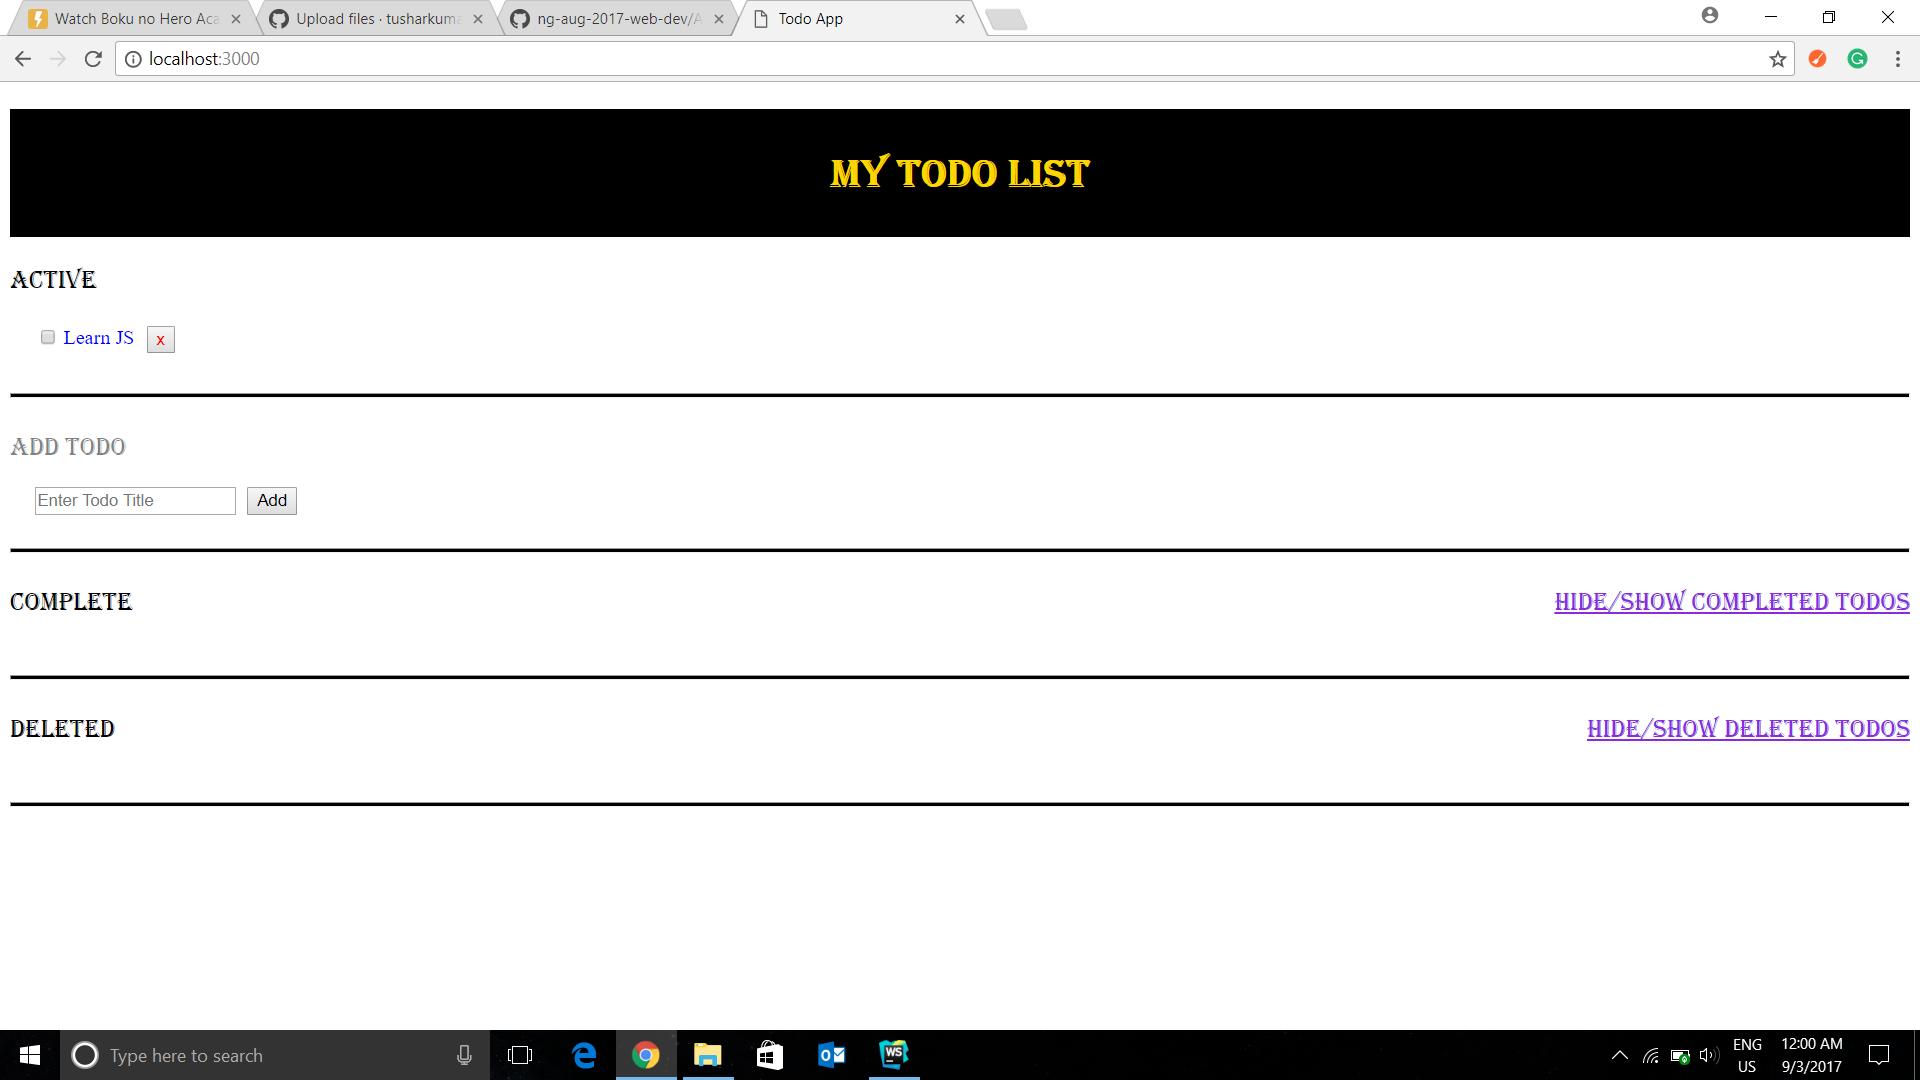 Watch Boku no Hero Aca
Upload files · tusharkuma
ng-aug-2017-web-dev/A
Todo App
localhost:3000
MY TODO LIST
ACTIVE
Learn JS x
ADD TODO
Enter Todo Title Add
COMPLETE HIDE/SHOW COMPLETED TODOS
DELETED HIDE/SHOW DELETED TODOS
Type here to search
WS
ENG
US
12:00 AM
9/3/2017